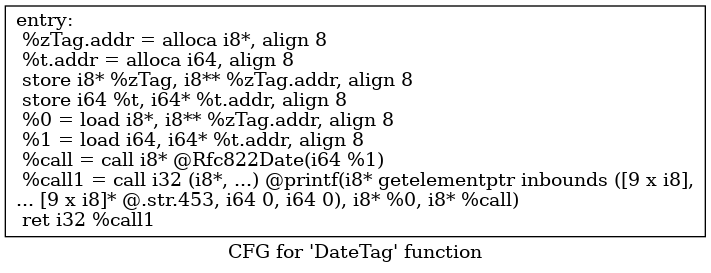 entry:
%zTag.addr = alloca i8*, align 8
%t.addr = alloca i64, align 8
store i8* %zTag, i8** %zTag.addr, align 8
store i64 %t, i64* %t.addr, align 8
%0 = load i8*, i8** %zTag.addr, align 8
%1 = load i64, i64* %t.addr, align 8
%call = call i8* @Rfc822Date(i64 %1)
%call1 = call i32 (i8*, ...) @printf(i8* getelementptr inbounds ([9 x i8],
... [9 x i8]* @.str.453, i64 0, i64 0), i8* %0, i8* %call)
ret i32 %call1
CFG for 'DateTag' function